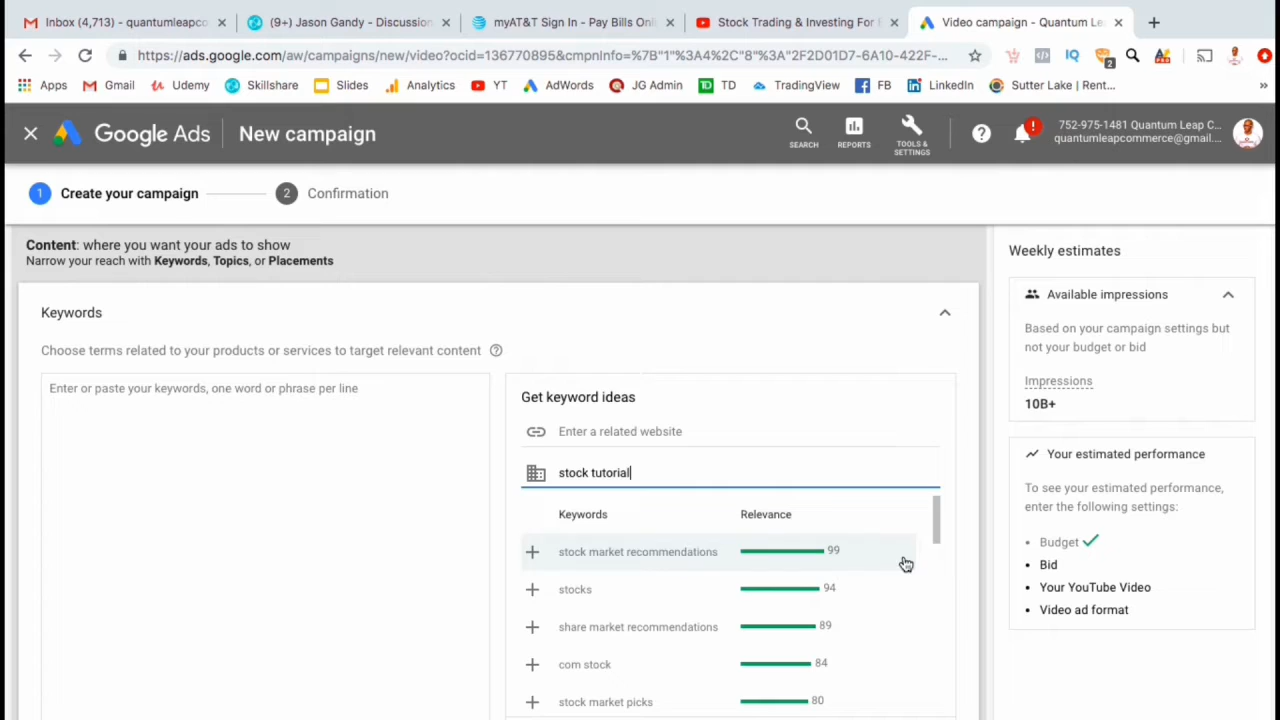 Inbox (4,713) - quantumleapco
(9+) Jason Gandy - Discussion
myAT&T Sign In - Pay Bills Onl
Stock Trading & Investing For
Video campaign - Quantum Le
https://ads.google.com/aw/campaigns/new/video?ocid=136770895&cmpnInfo=%7B"1"%3A4%2C"8"%3A"2F2D01D7-6A10-422F-...
2
Apps
Gmail
Udemy
Skillshare
Slides
Analytics
YT
AdWords
JG Admin
TD
TradingView
FB
LinkedIn
Sutter Lake | Rent...
»
Google Ads
New campaign
SEARCH
REPORTS
TOOLS &
SETTINGS
752-975-1481 Quantum Leap C...
quantumleapcommerce@gmail....
1 Create your campaign
2 Confirmation
Content: where you want your ads to show
Narrow your reach with Keywords, Topics, or Placements
Keywords
Choose terms related to your products or services to target relevant content
Enter or paste your keywords, one word or phrase per line
Get keyword ideas
Enter a related website
stock tutorial
Keywords Relevance
stock market recommendations 99
stocks 94
share market recommendations 89
com stock 84
stock market picks 80
Weekly estimates
Available impressions
Based on your campaign settings but
not your budget or bid
Impressions
10B+
Your estimated performance
To see your estimated performance,
enter the following settings:
• Budget
• Bid
• Your YouTube Video
• Video ad format